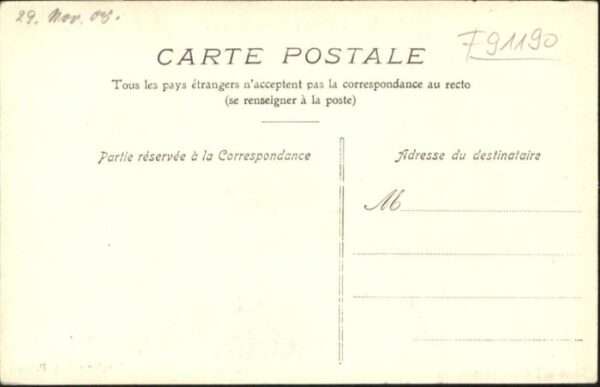 29. Nov. 05.
F91190
CARTE POSTALE
Tous les pays étrangers n'acceptent pas la correspondance au recto
(se renseigner à la poste)
Partie réservée à la Correspondance
Adresse du destinataire
M